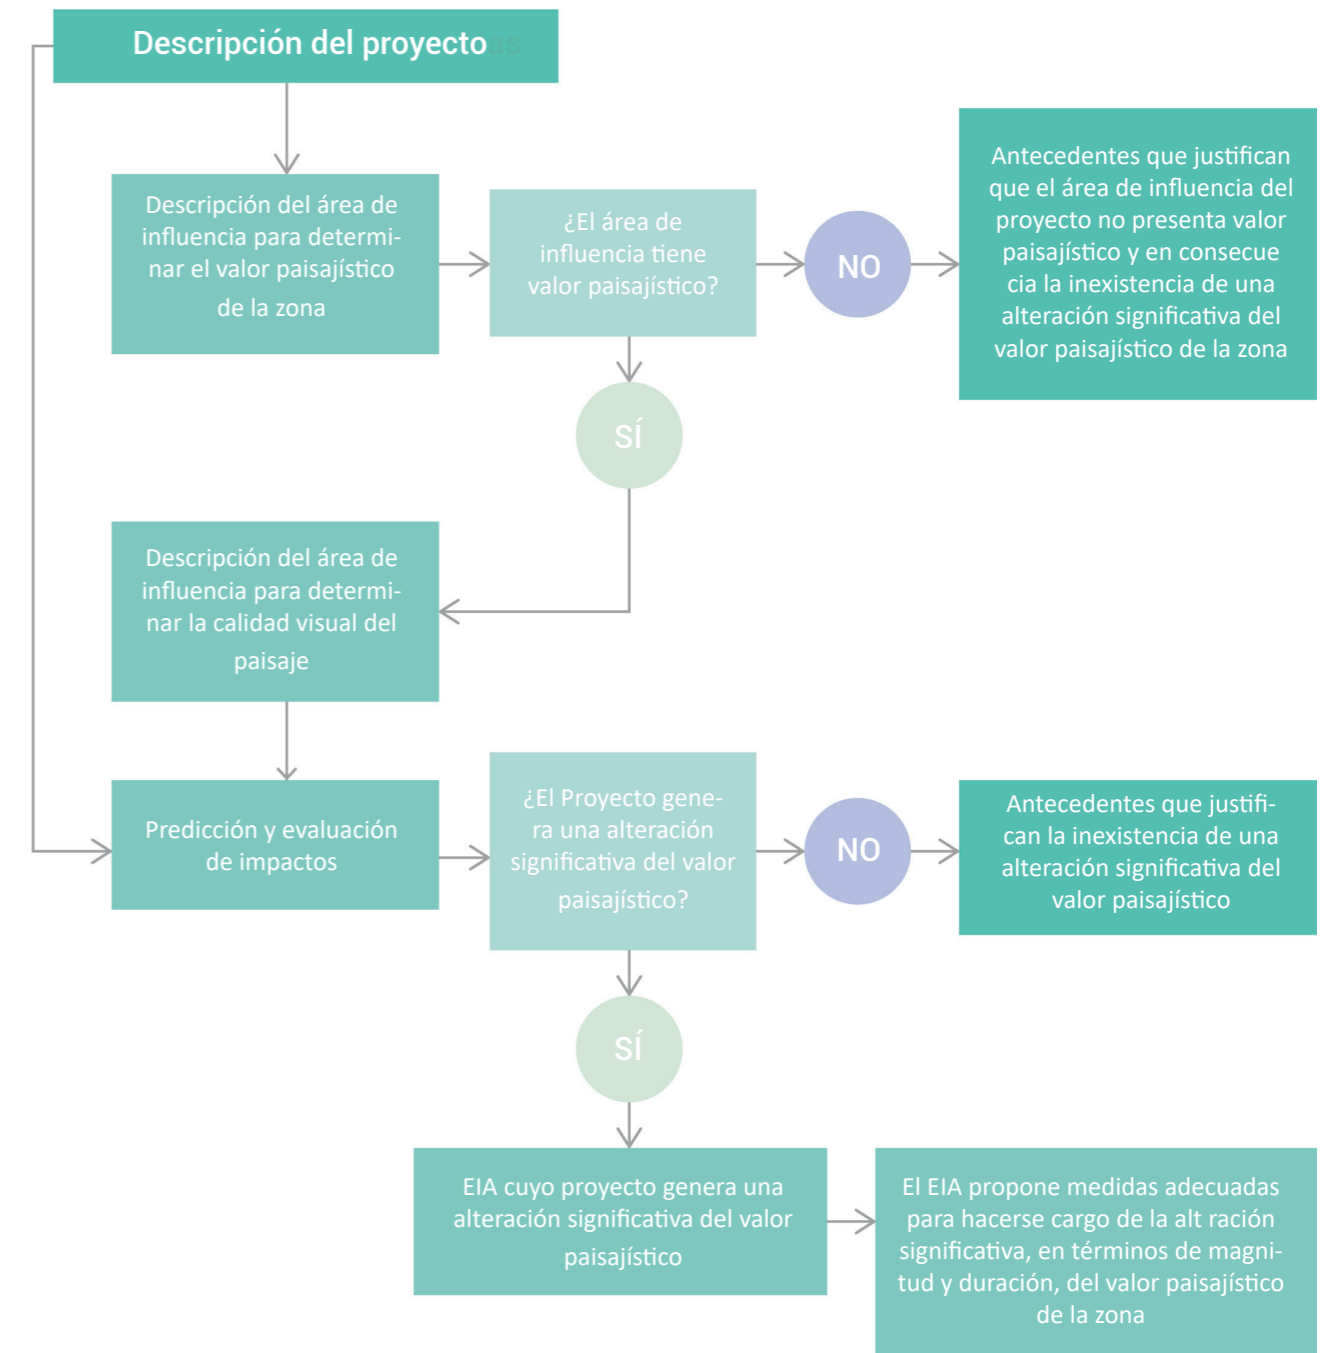 Descripción del proyectoas
Descripción del área de
influencia para determi-
nar el valor paisajístico
de la zona
¿El área de
influencia tiene
valor paisajístico?
NO
Antecedentes que justifican
que el área de influencia del
proyecto no presenta valor
paisajístico y en consecue
cia la inexistencia de una
alteración significativa del
valor paisajístico de la zona
SÍ
Descripción del área de
influencia para determi-
nar la calidad visual del
paisaje
Predicción y evaluación
de impactos
¿El Proyecto gene-
ra una alteración
significativa del valor
paisajístico?
NO
Antecedentes que justifi-
can la inexistencia de una
alteración significativa del
valor paisajístico
SÍ
EIA cuyo proyecto genera una
alteración significativa del valor
paisajístico
El EIA propone medidas adecuadas
para hacerse cargo de la alt ración
significativa, en términos de magni-
tud y duración, del valor paisajístico
de la zona